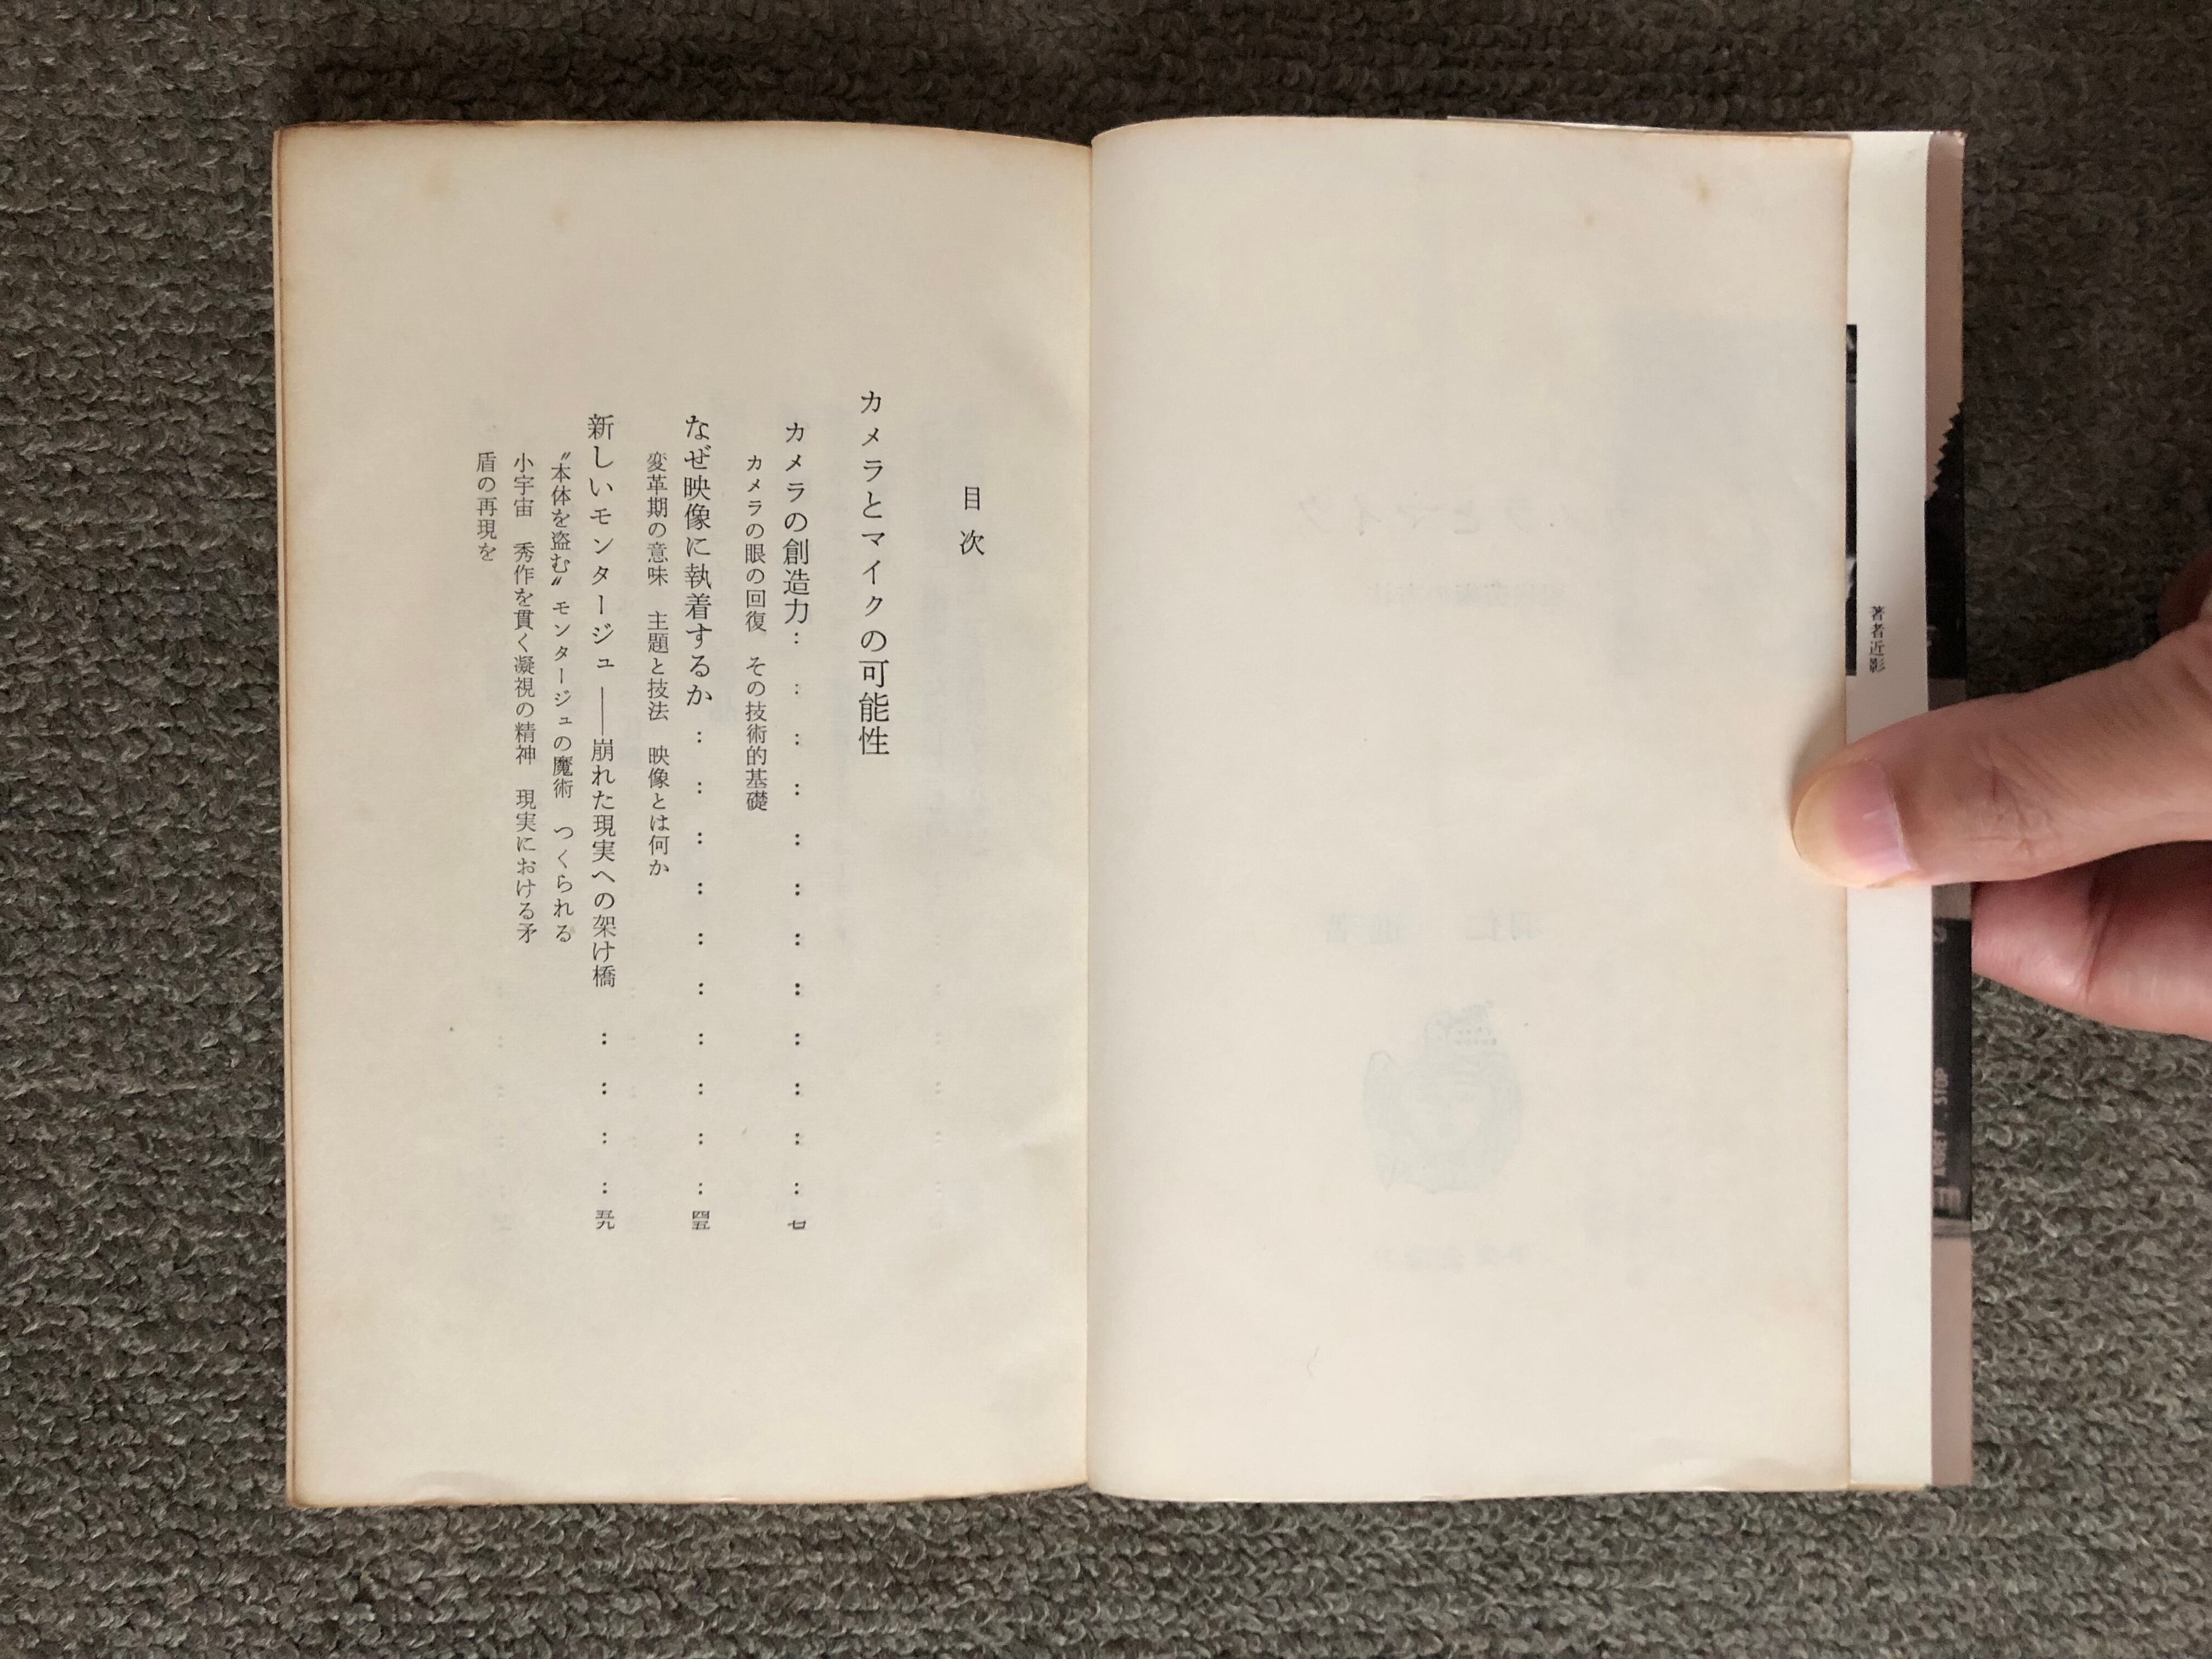 著者近影
目次
カメラとマイクの可能性
カメラの創造力‥‥‥‥‥‥‥‥‥‥‥‥七
カメラの眼の回復　その技術的基礎
なぜ映像に執着するか‥‥‥‥‥‥‥‥‥‥四五
変革期の意味　主題と技法　映像とは何か
新しいモンタージュ――崩れた現実への架け橋‥‥‥‥五九
〝本体を盗む〟モンタージュの魔術　つくられる
小宇宙　秀作を貫く凝視の精神　現実における矛
盾の再現を